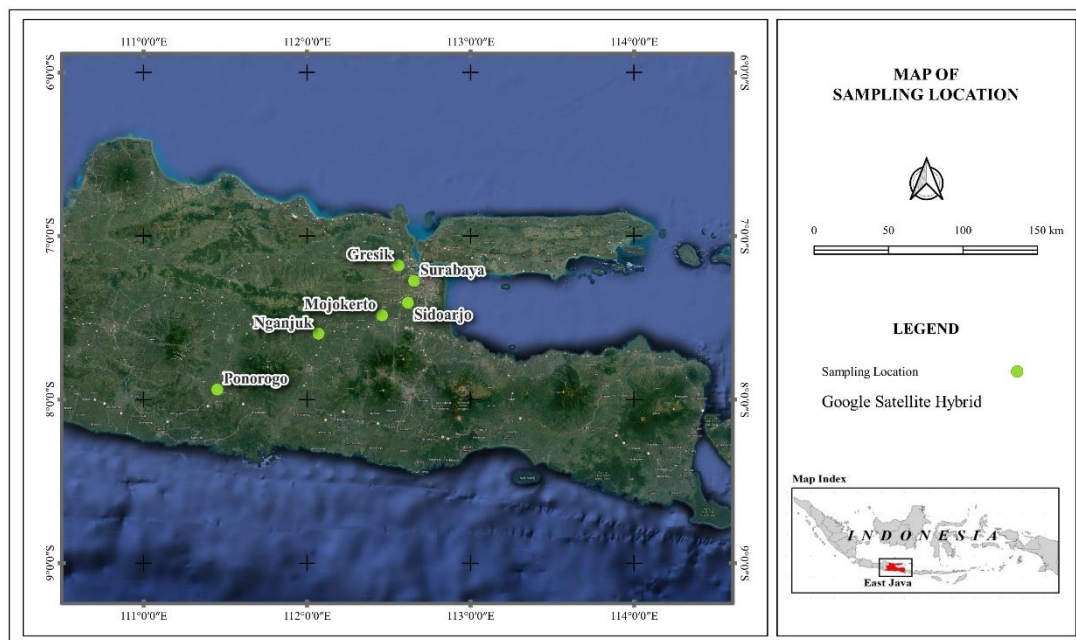 111°0'0"E 112°0'0"E 113°0'0"E 114°0'0"E
6°0'0"S 6°0'0"S
7°0'0"S 7°0'0"S
8°0'0"S 8°0'0"S
9°0'0"S 9°0'0"S
Gresik
Surabaya
Mojokerto
Sidoarjo
Nganjuk
Ponorogo
111°0'0"E 112°0'0"E 113°0'0"E 114°0'0"E
MAP OF
SAMPLING LOCATION
0 50 100 150 km
LEGEND
Sampling Location
Google Satellite Hybrid
Map Index
INDONESIA
East Java